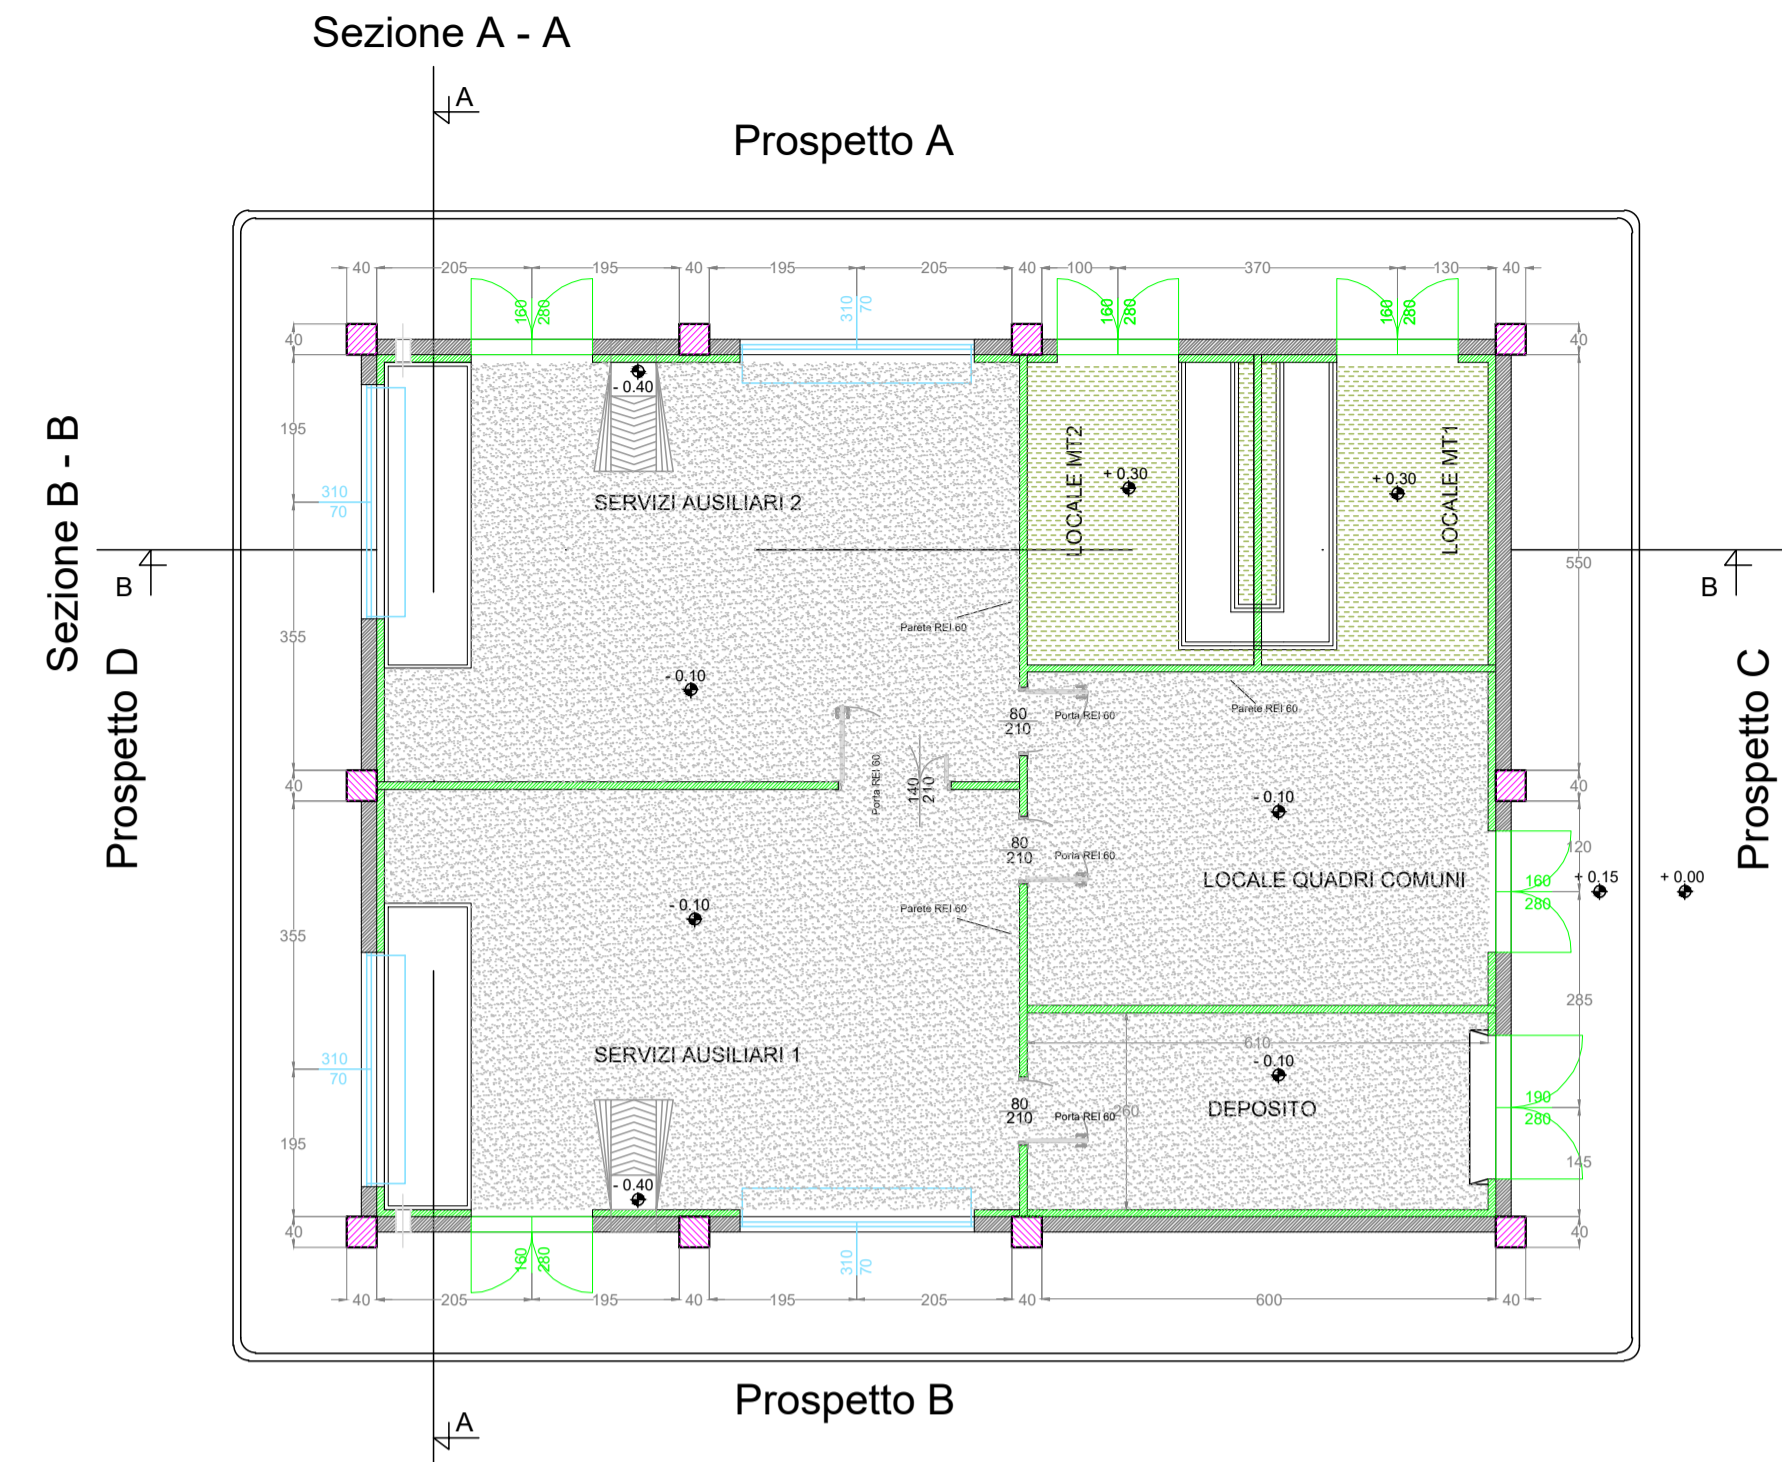 Sezione A - A
A
Prospetto A
40 205 195 40 195 205 40 100 370 130 40
160
280
310
70
160
280
160
280
40
40
- 0.40
195
LOCALE MT2
LOCALE MT1
+ 0.30
+ 0.30
310
70
SERVIZI AUSILIARI 2
Sezione B - B
B
B
550
Parete REI 60
355
- 0.10
Parete REI 60
80
210
Porta REI 60
Prospetto D
Prospetto C
40
Porta REI 60
140
210
40
- 0.10
80
210
Porta REI 60
120
LOCALE QUADRI COMUNI
160
280
+ 0.15
+ 0.00
- 0.10
Parete REI 60
355
285
610
SERVIZI AUSILIARI 1
- 0.10
310
70
190
280
80
210
Porta REI 60
260
DEPOSITO
195
145
- 0.40
40
40
160
280
310
70
40 205 195 40 195 205 40 600 40
Prospetto B
A